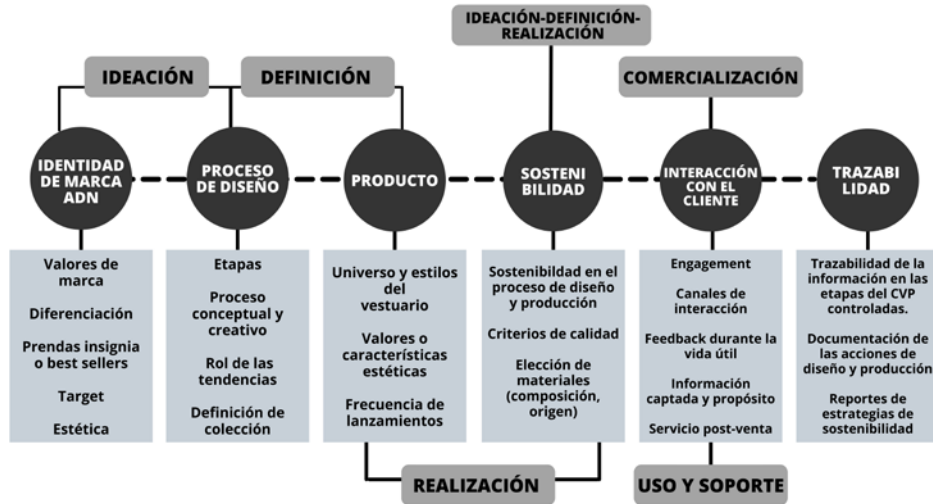 IDEACIÓN-DEFINICIÓN-
REALIZACIÓN
IDEACIÓN
DEFINICIÓN
COMERCIALIZACIÓN
IDENTIDAD
DE MARCA
ADN
PROCESO
DE DISEÑO
PRODUCTO
SOSTENI
BILIDAD
INTERACCIÓN
CON EL
CLIENTE
TRAZABI
LIDAD
Valores de
marca
Diferenciación
Prendas insignia
o best sellers
Target
Estética
Etapas
Proceso
conceptual y
creativo
Rol de las
tendencias
Definición de
colección
Universo y estilos
del
vestuario
Valores o
características
estéticas
Frecuencia de
lanzamientos
Sostenibildad en el
proceso de diseño
y producción
Criterios de calidad
Elección de
materiales
(composición,
origen)
Engagement
Canales de
interacción
Feedback durante la
vida útil
Información
captada y propósito
Servicio post-venta
Trazabilidad de la
información en las
etapas del CVP
controladas.
Documentación de
las acciones de
diseño y producción
Reportes de
estrategias de
sostenibilidad
REALIZACIÓN
USO Y SOPORTE